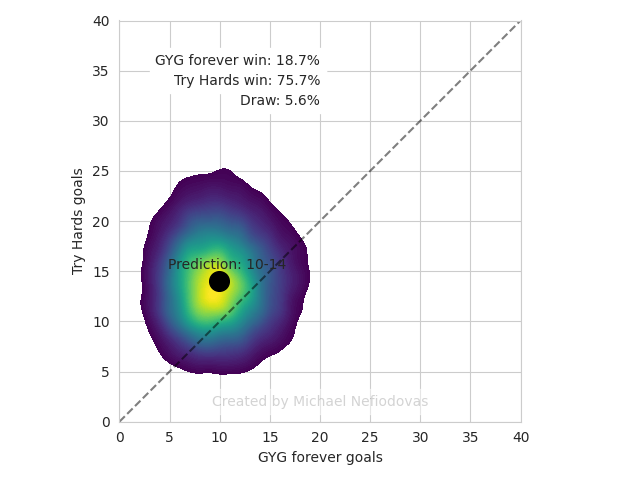 40
35
30
25
20
15
10
5
0
Try Hards goals
GYG forever win: 18.7%
Try Hards win: 75.7%
Draw: 5.6%
Prediction: 10-14
Created by Michael Nefiodovas
0 5 10 15 20 25 30 35 40
GYG forever goals